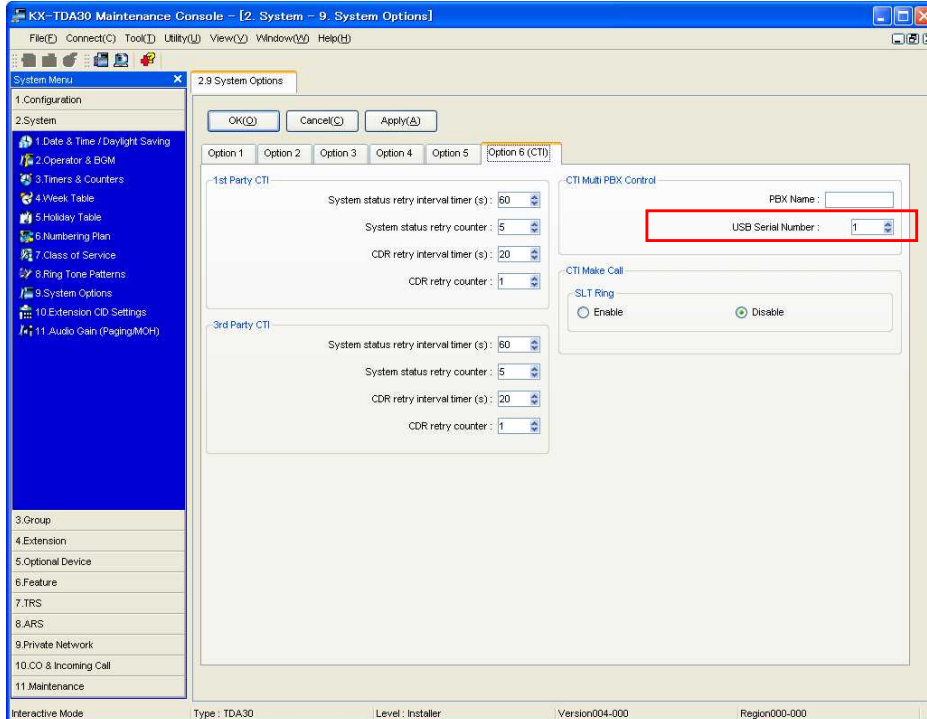 KX-TDA30 Maintenance Console - [2. System - 9. System Options]
File(F) Connect(C) Tool(T) Utility(U) View(V) Window(W) Help(H)
System Menu
1.Configuration
2.System
1.Date & Time / Daylight Saving
2.Operator & BGM
3.Timers & Counters
4.Week Table
5.Holiday Table
6.Numbering Plan
7.Class of Service
8.Ring Tone Patterns
9.System Options
10.Extension CID Settings
11.Audio Gain (Paging/MOH)
3.Group
4.Extension
5.Optional Device
6.Feature
7.TRS
8.ARS
9.Private Network
10.CO & Incoming Call
11.Maintenance
2.9 System Options
OK(O) Cancel(C) Apply(A)
Option 1 Option 2 Option 3 Option 4 Option 5 Option 6 (CTI)
1st Party CTI
System status retry interval timer (s) : 60
System status retry counter : 5
CDR retry interval timer (s) : 20
CDR retry counter : 1
3rd Party CTI
System status retry interval timer (s) : 60
System status retry counter : 5
CDR retry interval timer (s) : 20
CDR retry counter : 1
CTI Multi PBX Control
PBX Name :
USB Serial Number : 1
CTI Make Call
SLT Ring
Enable Disable
Interactive Mode Type : TDA30 Level : Installer Version004-000 Region000-000